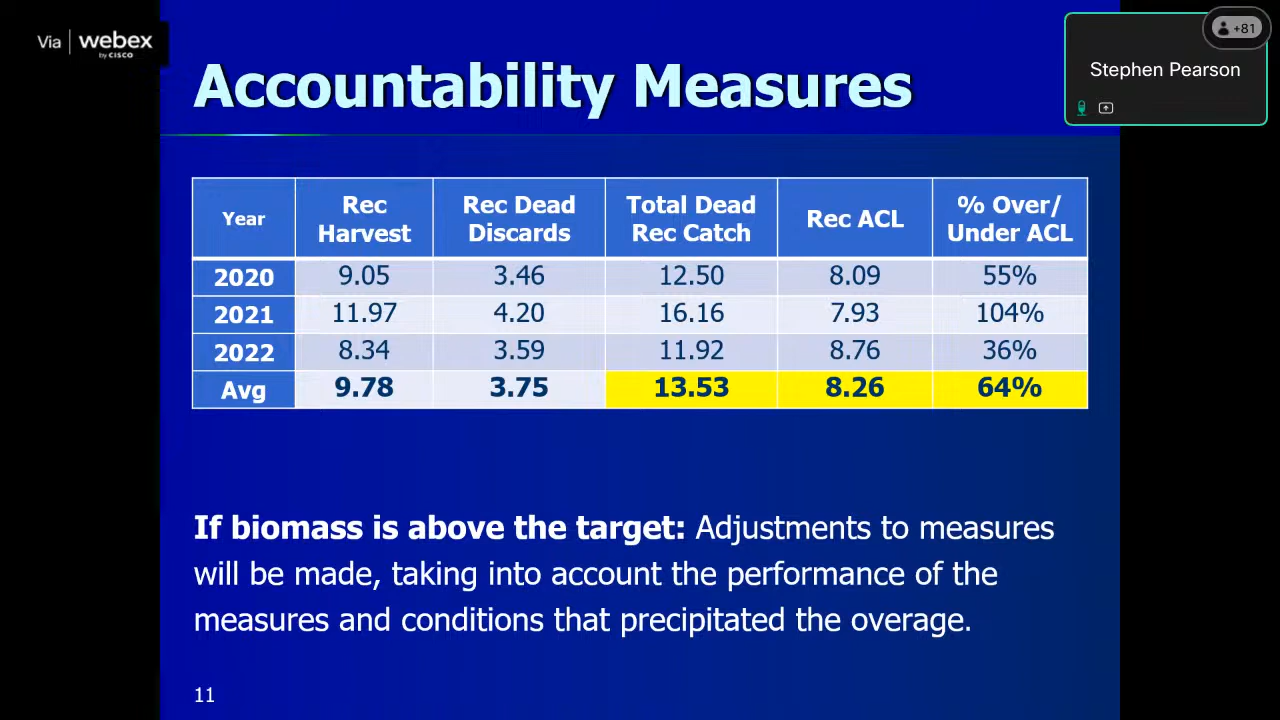 Via webex
by CISCO
+81
Stephen Pearson
Accountability Measures
Year Rec Harvest Rec Dead Discards Total Dead Rec Catch Rec ACL % Over/ Under ACL
2020 9.05 3.46 12.50 8.09 55%
2021 11.97 4.20 16.16 7.93 104%
2022 8.34 3.59 11.92 8.76 36%
Avg 9.78 3.75 13.53 8.26 64%
If biomass is above the target: Adjustments to measures
will be made, taking into account the performance of the
measures and conditions that precipitated the overage.
11